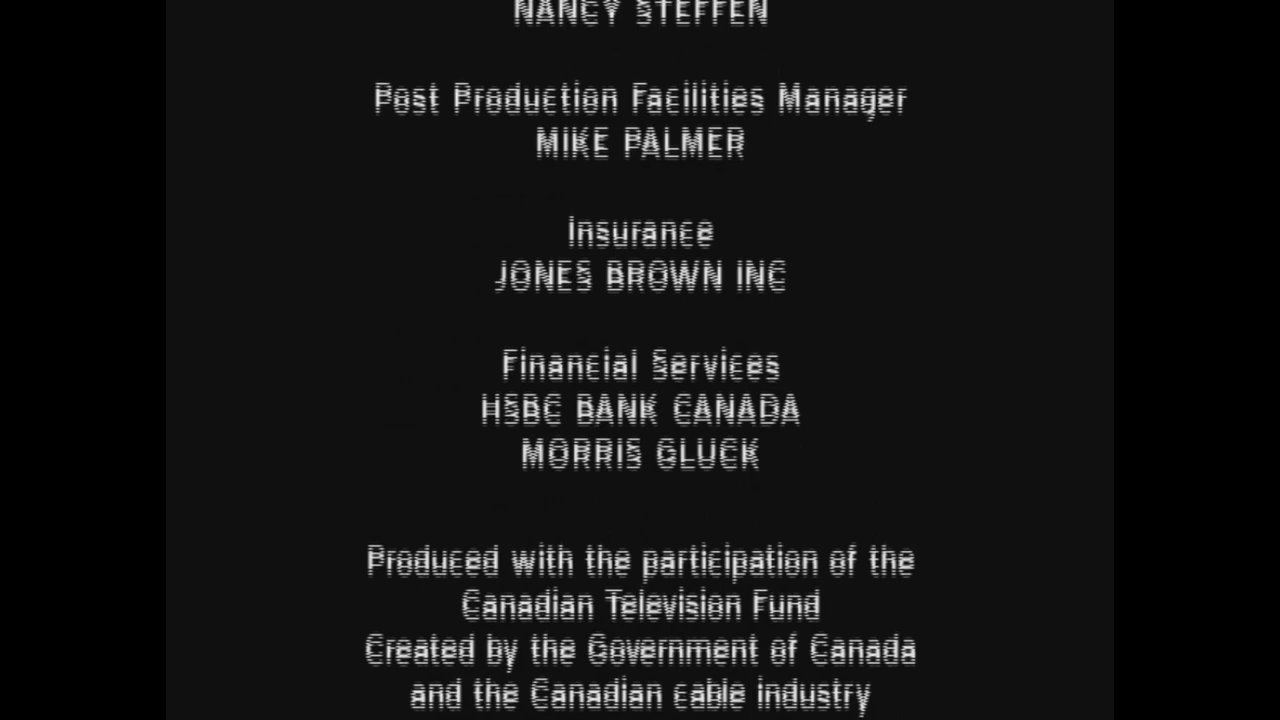 NANCY STEFFEN
Post Production Facilities Manager
MIKE PALMER
Insurance
JONES BROWN INC
Financial Services
HSBC BANK CANADA
MORRIS GLUCK
Produced with the participation of the
Canadian Television Fund
Created by the Government of Canada
and the Canadian cable industry